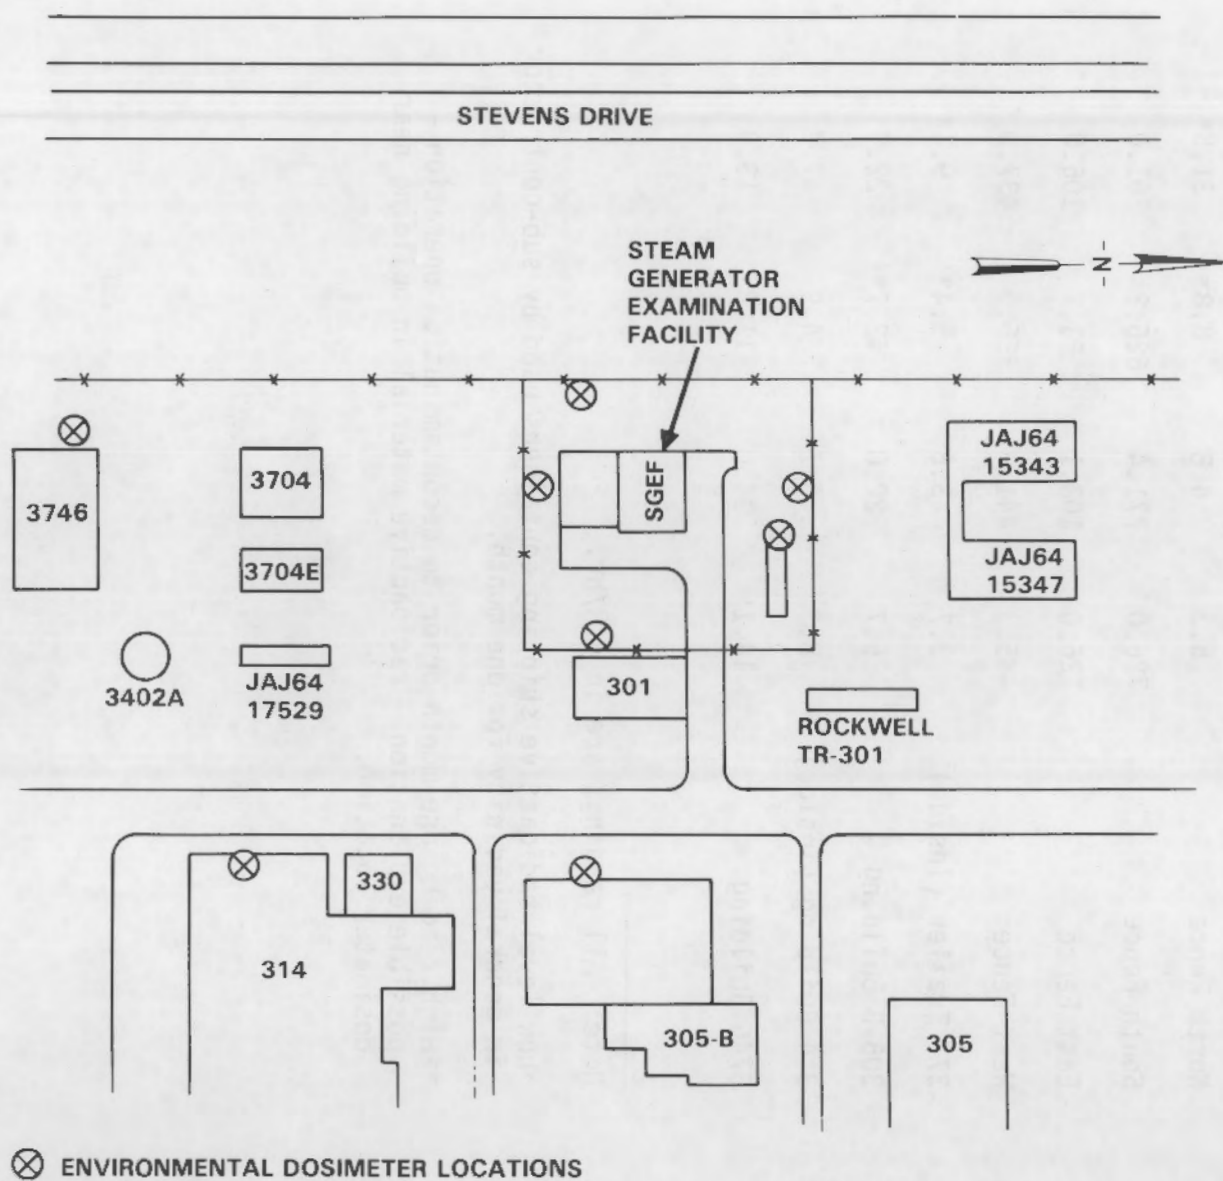 STEVENS DRIVE
STEAM
GENERATOR
EXAMINATION
FACILITY
-N-
3746
3704
3704E
SGEF
JAJ64
15343
JAJ64
15347
3402A
JAJ64
17529
301
ROCKWELL
TR-301
330
314
305-B
305
ENVIRONMENTAL DOSIMETER LOCATIONS